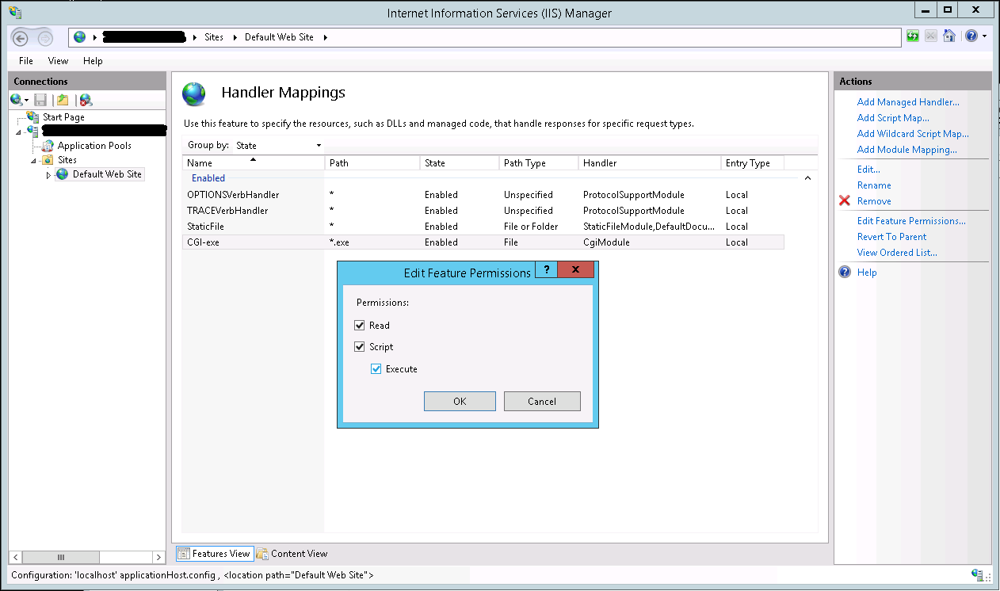 Internet Information Services (IIS) Manager
Sites
Default Web Site
File View Help
Connections
Start Page
Application Pools
Sites
Default Web Site
Handler Mappings
Use this feature to specify the resources, such as DLLs and managed code, that handle responses for specific request types.
Group by: State
Name Path State Path Type Handler Entry Type
Enabled
OPTIONSVerbHandler * Enabled Unspecified ProtocolSupportModule Local
TRACEVerbHandler * Enabled Unspecified ProtocolSupportModule Local
StaticFile * Enabled File or Folder StaticFileModule,DefaultDocu... Local
CGI-exe *.exe Enabled File CgiModule Local
Edit Feature Permissions ? X
Permissions:
Read
Script
Execute
OK Cancel
Features View Content View
Actions
Add Managed Handler...
Add Script Map...
Add Wildcard Script Map...
Add Module Mapping...
Edit...
Rename
Remove
Edit Feature Permissions...
Revert To Parent
View Ordered List...
Help
Configuration: 'localhost' applicationHost.config , <location path="Default Web Site">